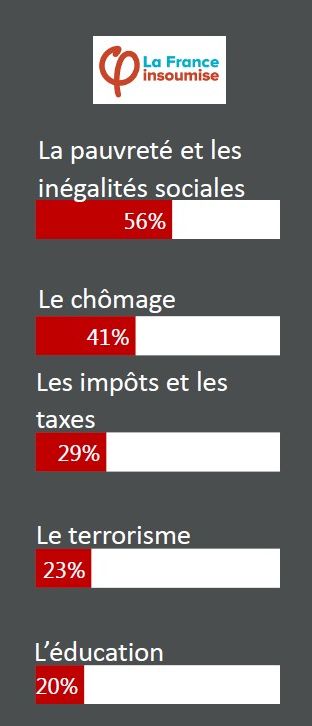 La France
insoumise
La pauvreté et les
inégalités sociales
56%
Le chômage
41%
Les impôts et les
taxes
29%
Le terrorisme
23%
L’éducation
20%